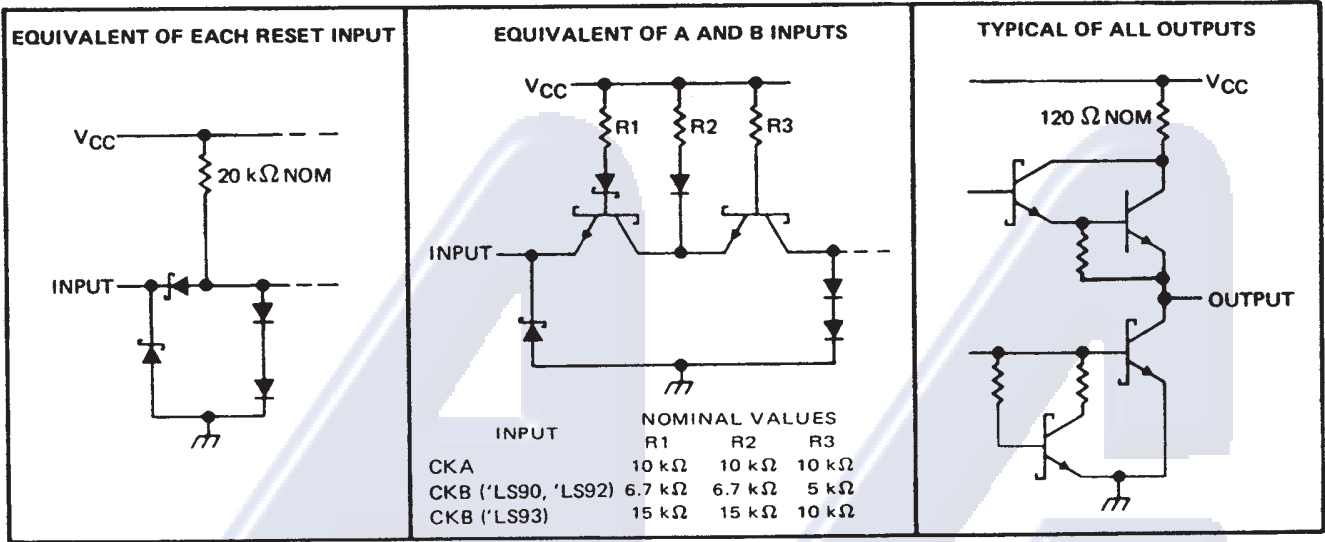 EQUIVALENT OF EACH RESET INPUT
VCC
20 kΩ NOM
INPUT
EQUIVALENT OF A AND B INPUTS
VCC
R1 R2 R3
INPUT
NOMINAL VALUES
INPUT R1 R2 R3
CKA 10 kΩ 10 kΩ 10 kΩ
CKB ('LS90, 'LS92) 6.7 kΩ 6.7 kΩ 5 kΩ
CKB ('LS93) 15 kΩ 15 kΩ 10 kΩ
TYPICAL OF ALL OUTPUTS
VCC
120 Ω NOM
OUTPUT